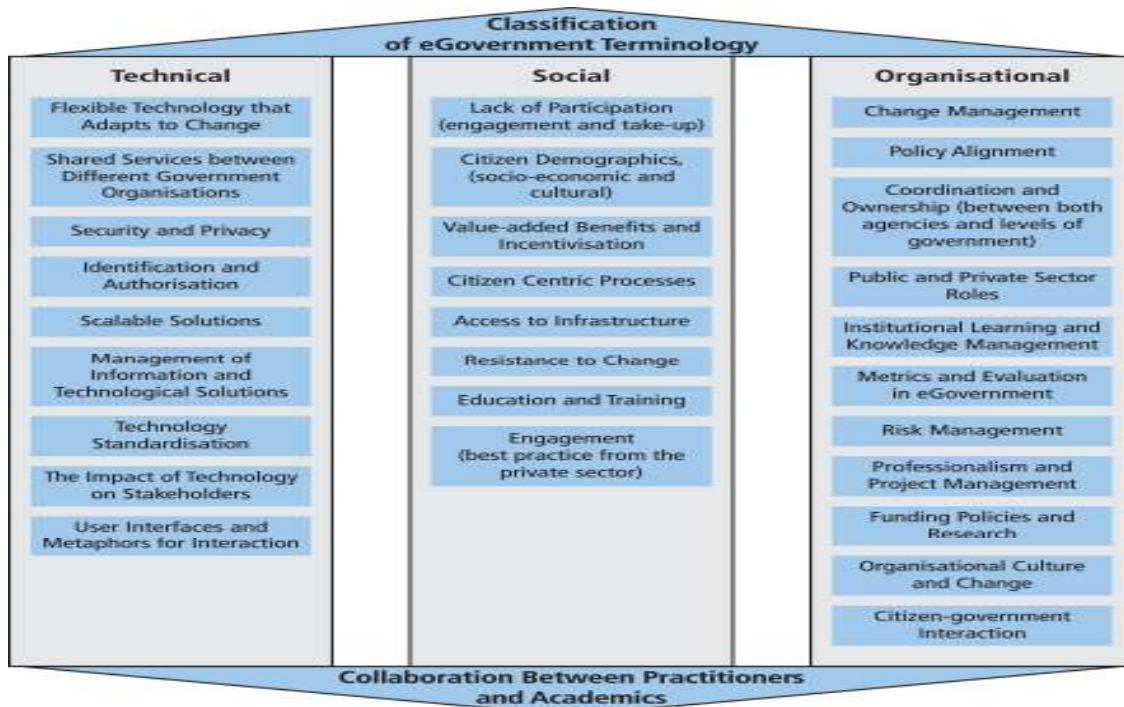 Classification
of eGovernment Terminology
Technical
Flexible Technology that
Adapts to Change
Shared Services between
Different Government
Organisations
Security and Privacy
Identification and
Authorisation
Scalable Solutions
Management of
Information and
Technological Solutions
Technology
Standardisation
The Impact of Technology
on Stakeholders
User Interfaces and
Metaphors for Interaction
Social
Lack of Participation
(engagement and take-up)
Citizen Demographics,
(socio-economic and
cultural)
Value-added Benefits and
Incentivisation
Citizen Centric Processes
Access to Infrastructure
Resistance to Change
Education and Training
Engagement
(best practice from the
private sector)
Organisational
Change Management
Policy Alignment
Coordination and
Ownership (between both
agencies and levels of
government)
Public and Private Sector
Roles
Institutional Learning and
Knowledge Management
Metrics and Evaluation
in eGovernment
Risk Management
Professionalism and
Project Management
Funding Policies and
Research
Organisational Culture
and Change
Citizen-government
Interaction
Collaboration Between Practitioners
and Academics